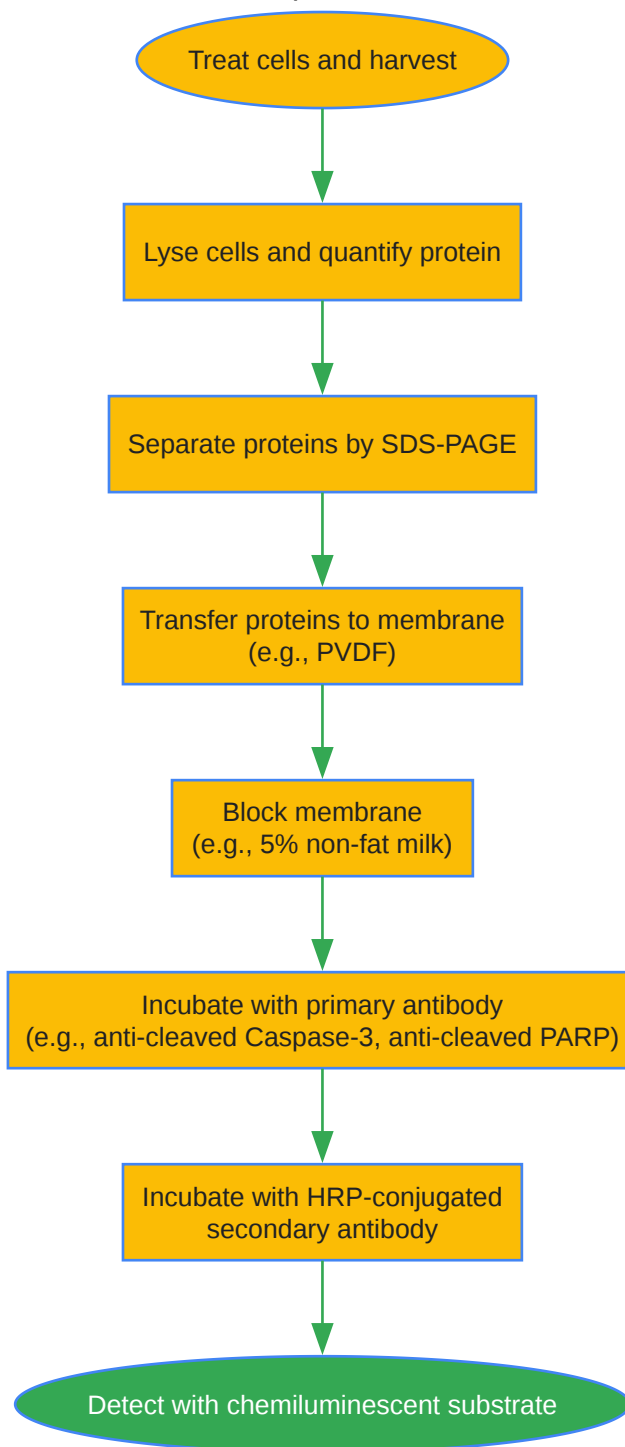 Treat cells and harvest
Lyse cells and quantify protein
Separate proteins by SDS-PAGE
Transfer proteins to membrane
(e.g., PVDF)
Block membrane
(e.g., 5% non-fat milk)
Incubate with primary antibody
(e.g., anti-cleaved Caspase-3, anti-cleaved PARP)
Incubate with HRP-conjugated
secondary antibody
Detect with chemiluminescent substrate